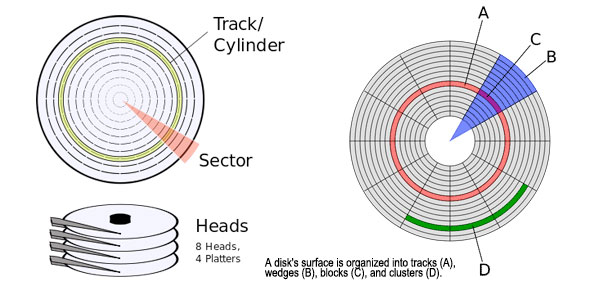 Track/
Cylinder
Sector
Heads
8 Heads,
4 Platters
A
C
B
D
A disk's surface is organized into tracks (A),
wedges (B), blocks (C), and clusters (D).